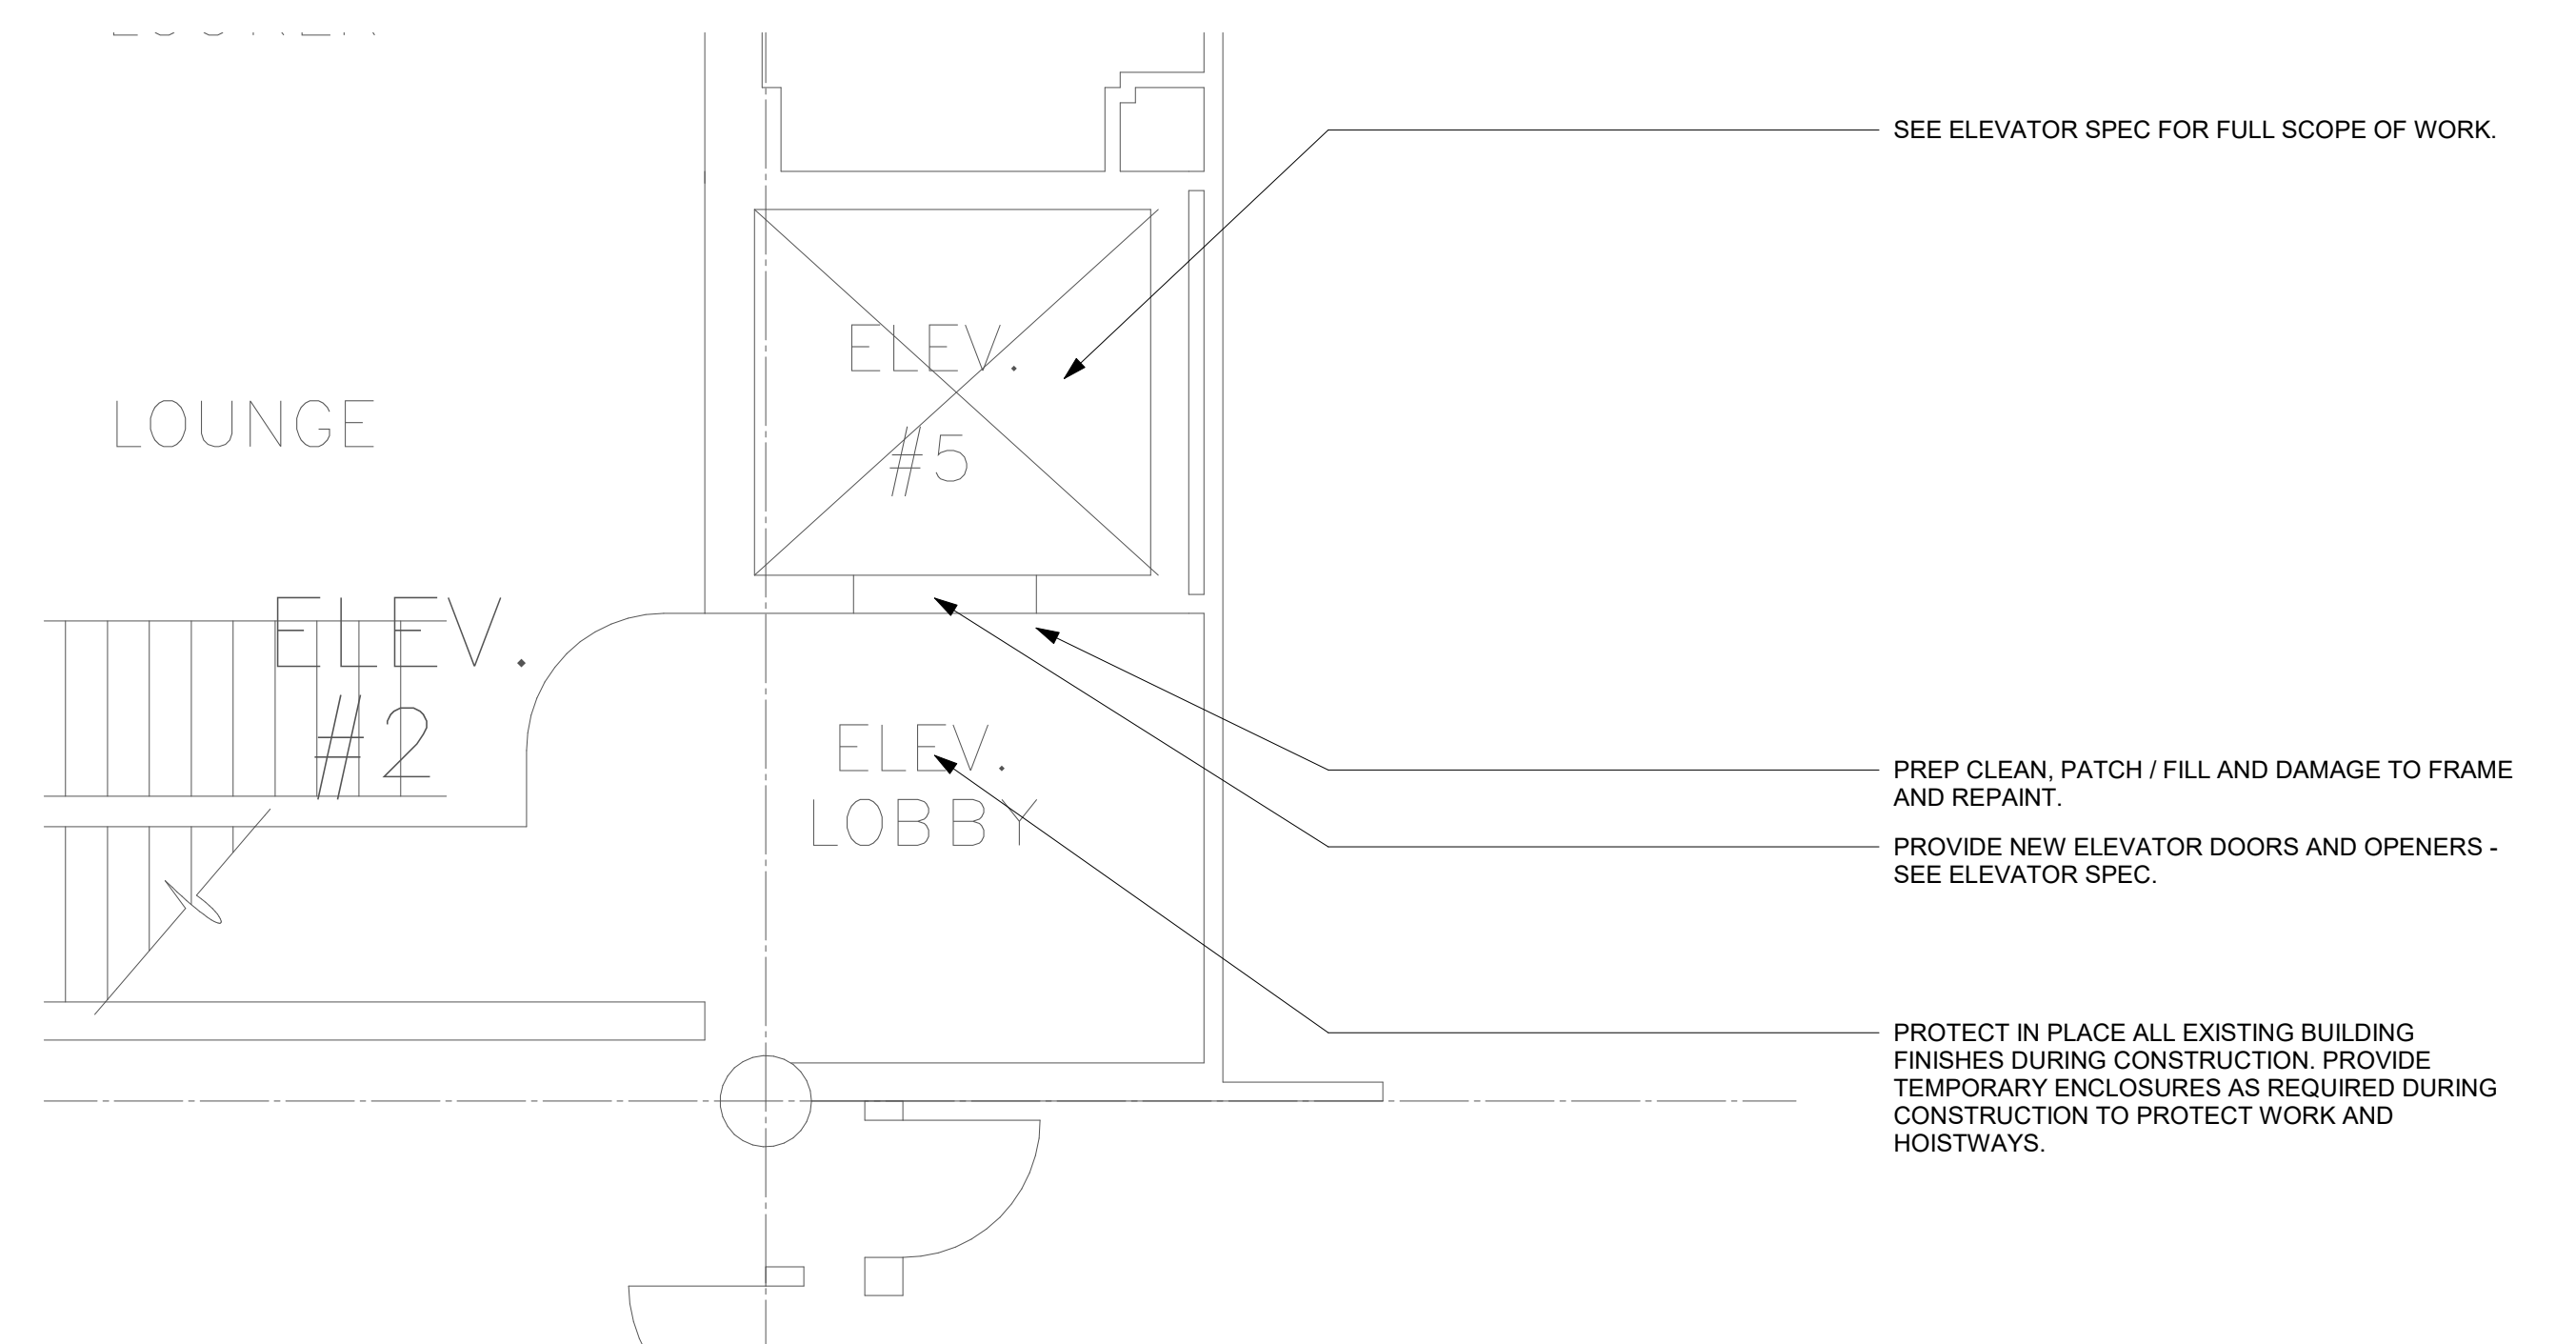 SEE ELEVATOR SPEC FOR FULL SCOPE OF WORK.
ELEV.
#5
LOUNGE
ELEV.
#2
ELEV.
LOBBY
PREP CLEAN, PATCH / FILL AND DAMAGE TO FRAME
AND REPAINT.
PROVIDE NEW ELEVATOR DOORS AND OPENERS -
SEE ELEVATOR SPEC.
PROTECT IN PLACE ALL EXISTING BUILDING
FINISHES DURING CONSTRUCTION. PROVIDE
TEMPORARY ENCLOSURES AS REQUIRED DURING
CONSTRUCTION TO PROTECT WORK AND
HOISTWAYS.